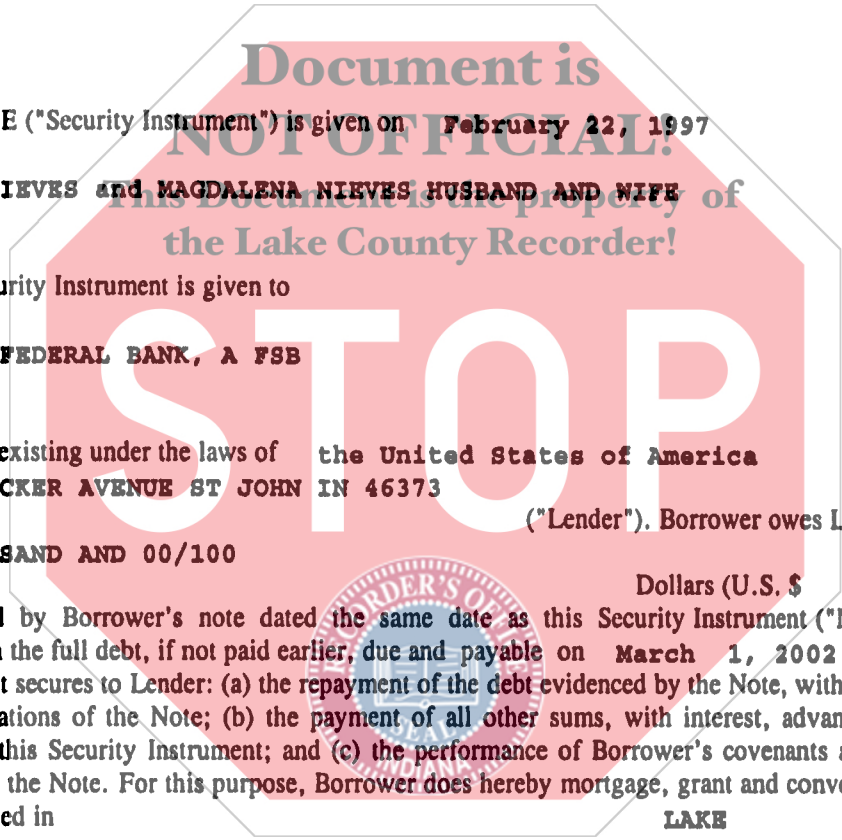 Document is
E ("Security Instrument") is given on February 22, 1997
NOT OFFICIAL!
IEVES and MAGDALENA NIEVES HUSBAND AND WIFE
This Document is the property of
the Lake County Recorder!
urity Instrument is given to
STOP
FEDERAL BANK, A FSB
existing under the laws of the United States of America
CKER AVENUE ST JOHN IN 46373
("Lender"). Borrower owes L
SAND AND 00/100
Dollars (U.S. $
by Borrower's note dated the same date as this Security Instrument ("
the full debt, if not paid earlier, due and payable on March 1, 2002
t secures to Lender: (a) the repayment of the debt evidenced by the Note, with
ations of the Note; (b) the payment of all other sums, with interest, advan
this Security Instrument; and (c) the performance of Borrower's covenants a
the Note. For this purpose, Borrower does hereby mortgage, grant and conve
ed in LAKE
SEAL
INDIANA